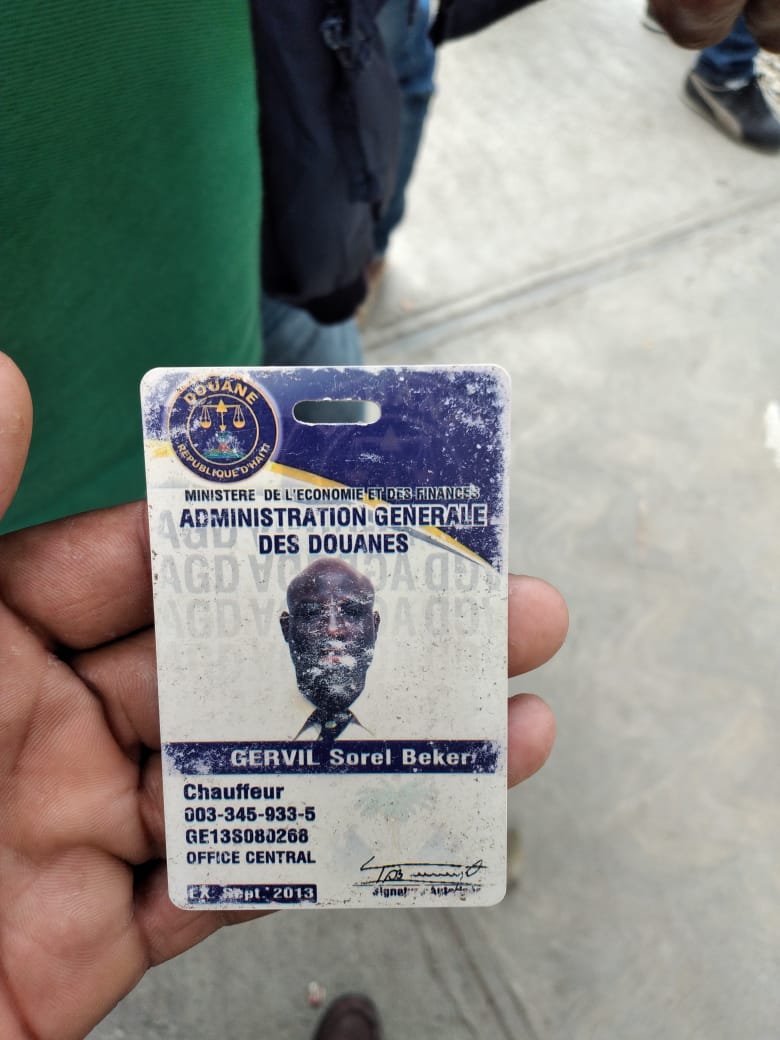 DOUANE
REPUBLIQUE D'HAITI
MINISTERE DE L'ECONOMIE ET DES FINANCES
ADMINISTRATION GENERALE
DES DOUANES
GERVIL Sorel Beker
Chauffeur
003-345-933-5
GE13S080268
OFFICE CENTRAL
EX: Sept. 2013